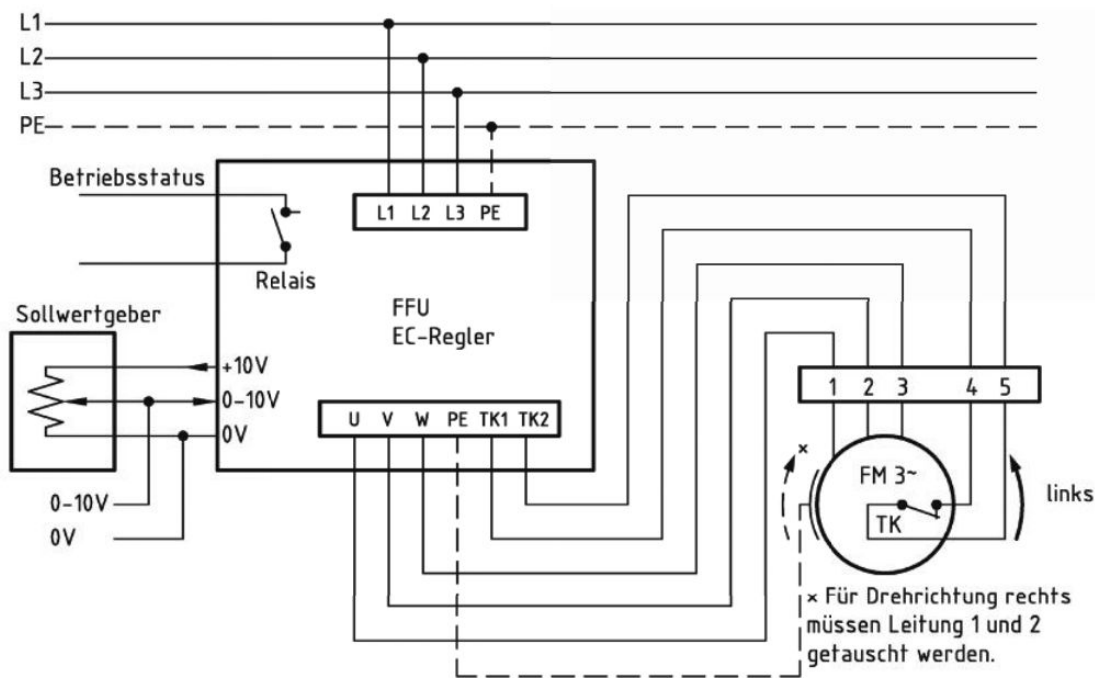 L1
L2
L3
PE
Betriebsstatus
L1 L2 L3 PE
Relais
FFU
EC-Regler
Sollwertgeber
+10V
0-10V
0V
U V W PE TK1 TK2
1 2 3 4 5
×
FM 3~
TK
links
0-10V
0V
× Für Drehrichtung rechts
müssen Leitung 1 und 2
getauscht werden.